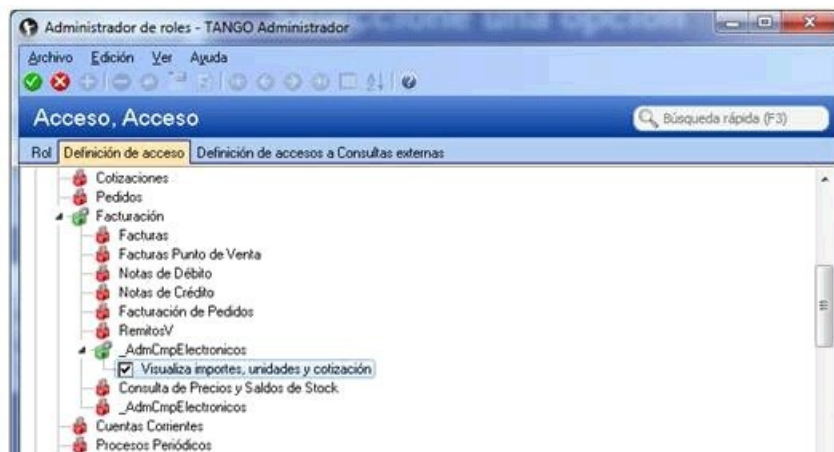 Administrador de roles - TANGO Administrador
Archivo Edición Ver Ayuda
Acceso, Acceso
Búsqueda rápida (F3)
Rol Definición de acceso Definición de accesos a Consultas externas
Cotizaciones
Pedidos
Facturación
Facturas
Facturas Punto de Venta
Notas de Débito
Notas de Crédito
Facturación de Pedidos
RemitosV
_AdmCmpElectronicos
Visualiza importes, unidades y cotización
Consulta de Precios y Saldos de Stock
_AdmCmpElectronicos
Cuentas Corrientes
Procesos Periódicos